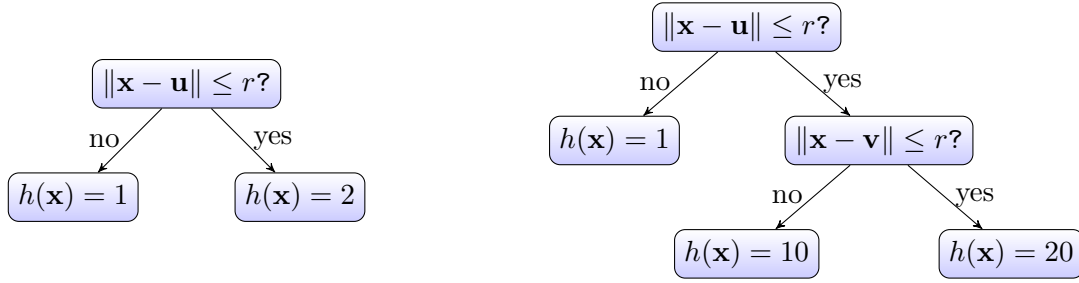 ‖x − u‖ ≤ r?
no
yes
h(x) = 1
h(x) = 2
‖x − u‖ ≤ r?
no
yes
h(x) = 1
‖x − v‖ ≤ r?
no
yes
h(x) = 10
h(x) = 20